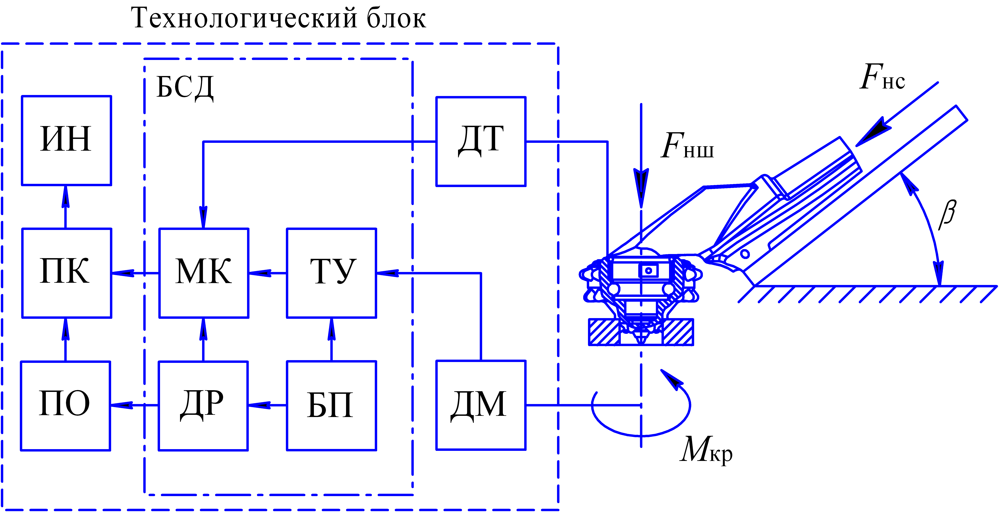 Технологический блок
БСД
ИН
ДТ
Fнс
Fнш
β
ПК
МК
ТУ
ПО
ДР
БП
ДМ
Mкр